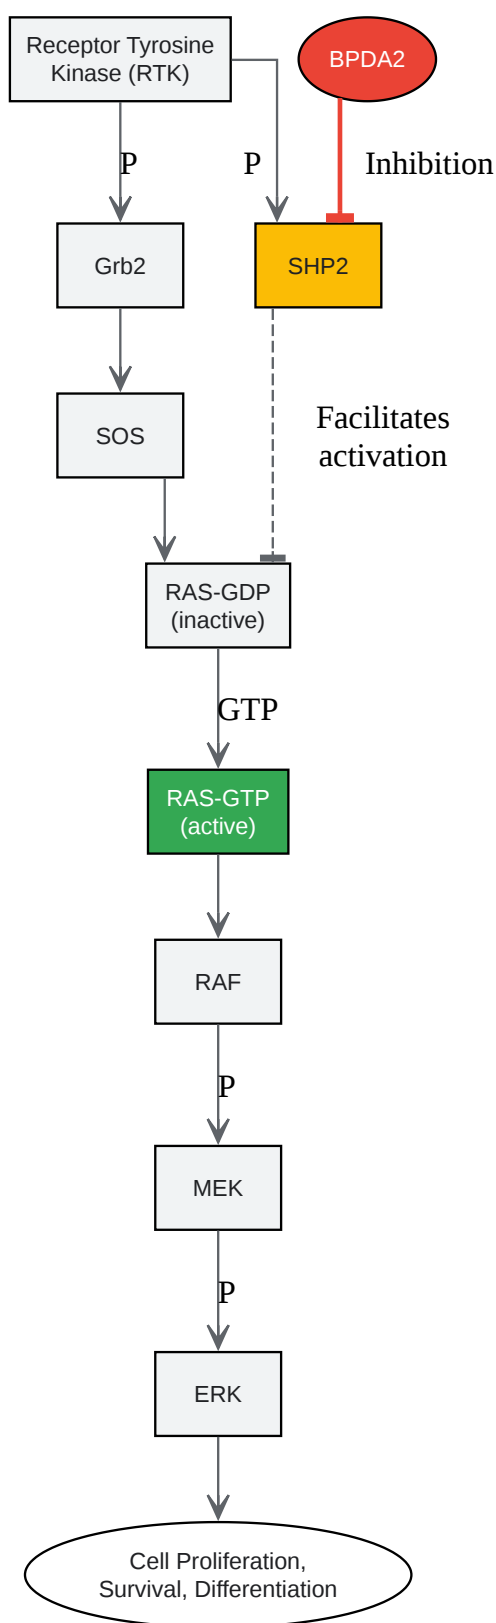 Receptor Tyrosine
Kinase (RTK)
BPDA2
P
P
Inhibition
Grb2
SHP2
SOS
Facilitates
activation
RAS-GDP
(inactive)
GTP
RAS-GTP
(active)
RAF
P
MEK
P
ERK
Cell Proliferation,
Survival, Differentiation